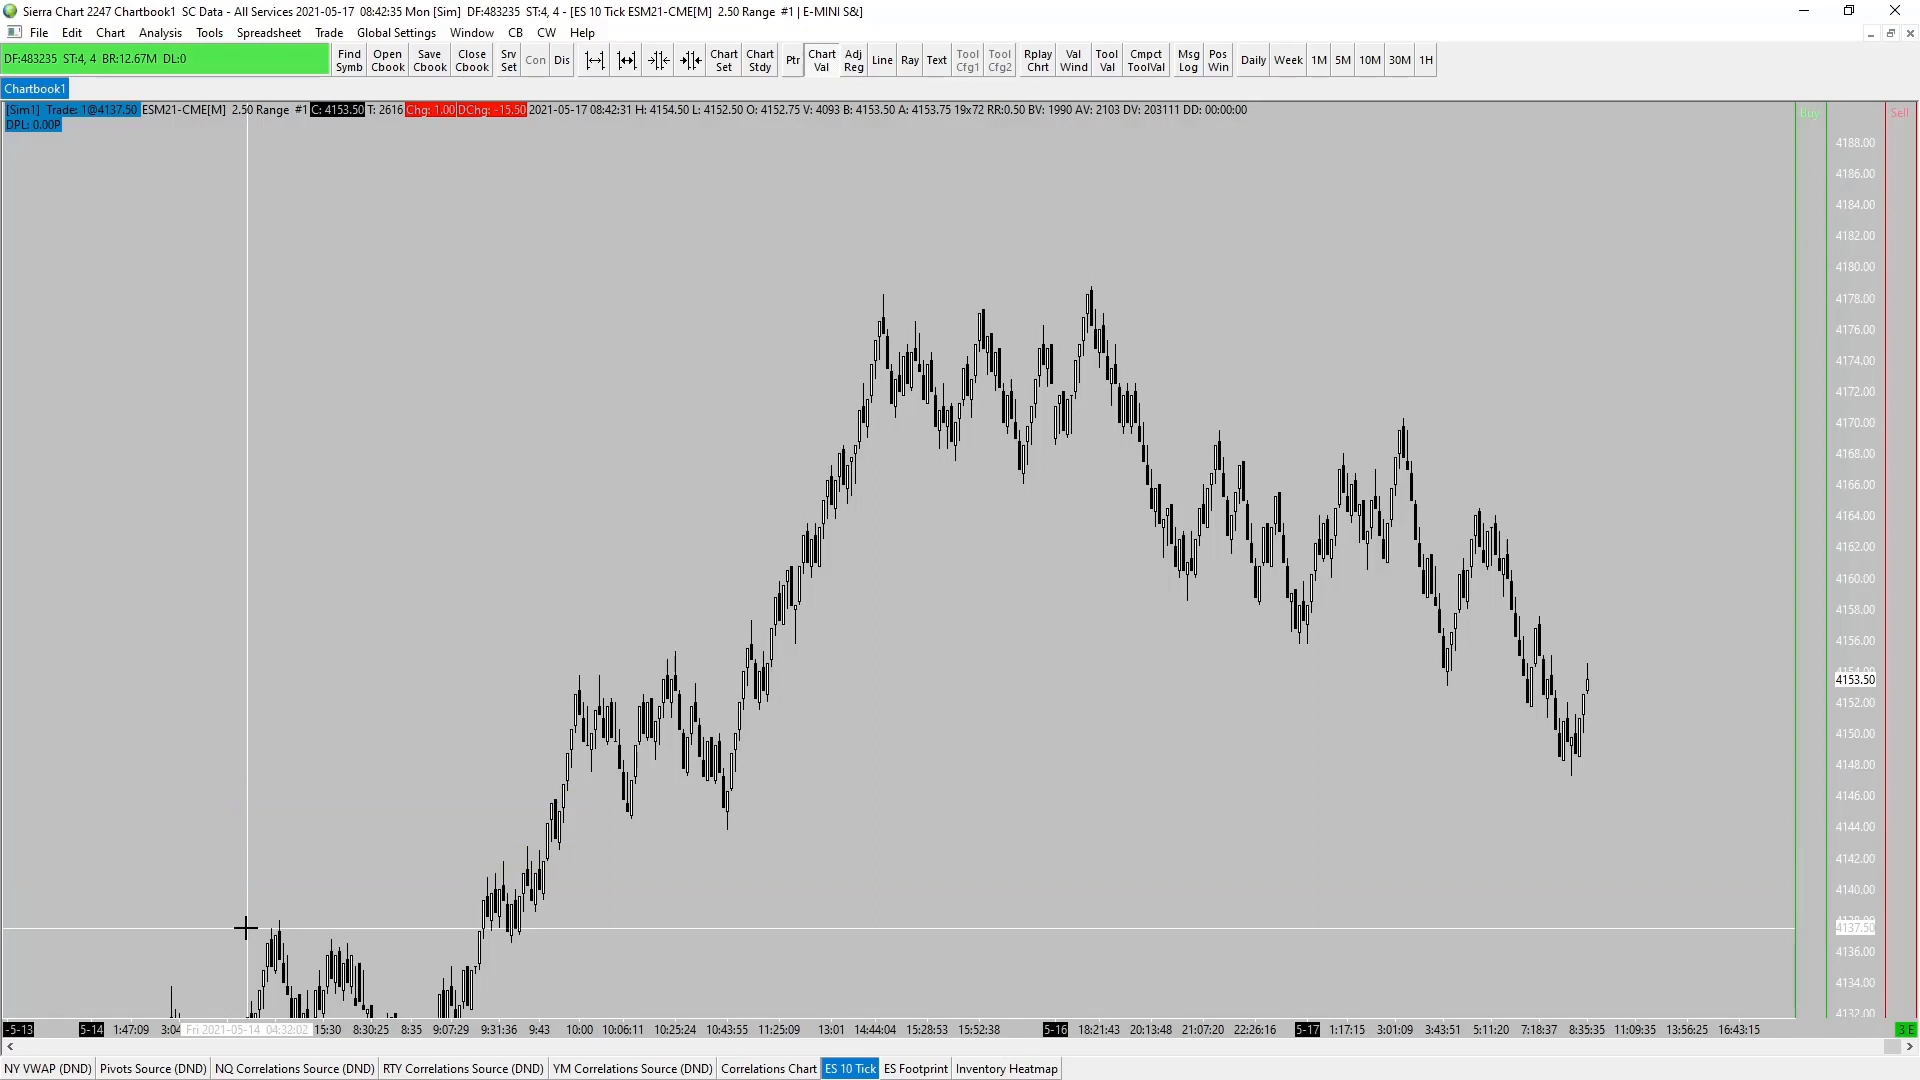 Sierra Chart 2247 Chartbook1  SC Data - All Services 2021-05-17  08:42:35 Mon [Sim]  DF:483235  ST:4, 4 - [ES 10 Tick ESM21-CME[M]  2.50 Range  #1 | E-MINI S&]
File Edit Chart Analysis Tools Spreadsheet Trade Global Settings Window CB CW Help
DF:483235  ST:4, 4  BR:12.67M  DL:0
Find Symb
Open Cbook
Save Cbook
Close Cbook
Srv Set
Con
Dis
Chart Set
Chart Stdy
Ptr
Chart Val
Adj Reg
Line
Ray
Text
Tool Cfg1
Tool Cfg2
Rplay Chrt
Val Wind
Tool Val
Cmpct ToolVal
Msg Log
Pos Win
Daily
Week
1M
5M
10M
30M
1H
Chartbook1
[Sim1]  Trade: 1@4137.50 ESM21-CME[M]  2.50 Range  #1 C: 4153.50 T: 2616 Chg: 1.00 DChg: -15.50 2021-05-17 08:42:31 H: 4154.50 L: 4152.50 O: 4152.75 V: 4093 B: 4153.50 A: 4153.75 19x72 RR:0.50 BV: 1990 AV: 2103 DV: 203111 DD: 00:00:00
DPL: 0.00P
Buy
Sell
4188.00
4186.00
4184.00
4182.00
4180.00
4178.00
4176.00
4174.00
4172.00
4170.00
4168.00
4166.00
4164.00
4162.00
4160.00
4158.00
4156.00
4154.00
4153.50
4152.00
4150.00
4148.00
4146.00
4144.00
4142.00
4140.00
4137.50
4136.00
4134.00
4132.00
-5-13 5-14 1:47:09 3:04 Fri 2021-05-14  04:32:02 15:30 8:30:25 8:35 9:07:29 9:31:36 9:43 10:00 10:06:11 10:25:24 10:43:55 11:25:09 13:01 14:44:04 15:28:53 15:52:38 5-16 18:21:43 20:13:48 21:07:20 22:26:16 5-17 1:17:15 3:01:09 3:43:51 5:11:20 7:18:37 8:35:35 11:09:35 13:56:25 16:43:15 3 E
NY VWAP (DND) Pivots Source (DND) NQ Correlations Source (DND) RTY Correlations Source (DND) YM Correlations Source (DND) Correlations Chart ES 10 Tick ES Footprint Inventory Heatmap